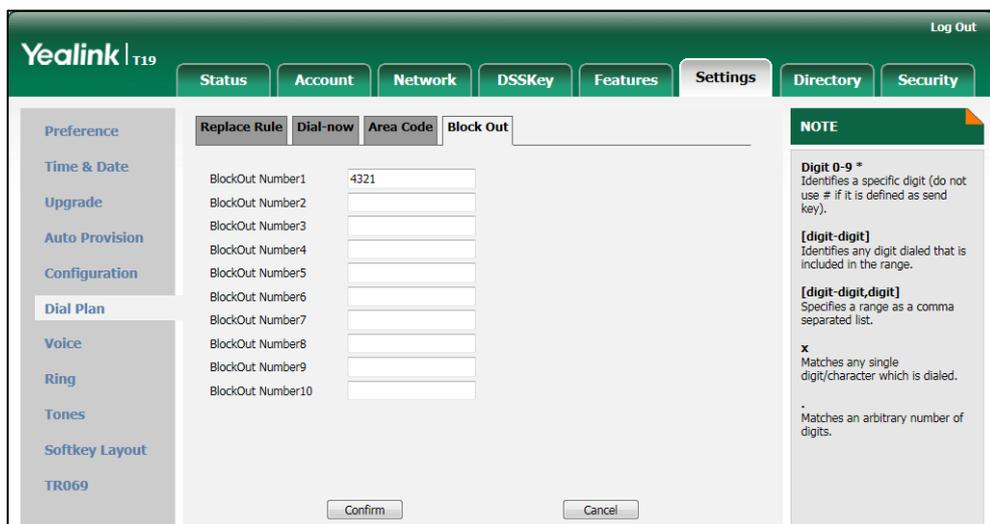 Log Out
Yealink | T19
Status Account Network DSSKey Features Settings Directory Security
Preference
Time & Date
Upgrade
Auto Provision
Configuration
Dial Plan
Voice
Ring
Tones
Softkey Layout
TR069
Replace Rule Dial-now Area Code Block Out
BlockOut Number1 4321
BlockOut Number2
BlockOut Number3
BlockOut Number4
BlockOut Number5
BlockOut Number6
BlockOut Number7
BlockOut Number8
BlockOut Number9
BlockOut Number10
Confirm Cancel
NOTE
Digit 0-9 *
Identifies a specific digit (do not
use # if it is defined as send
key).
[digit-digit]
Identifies any digit dialed that is
included in the range.
[digit-digit,digit]
Specifies a range as a comma
separated list.
x
Matches any single
digit/character which is dialed.
.
Matches an arbitrary number of
digits.